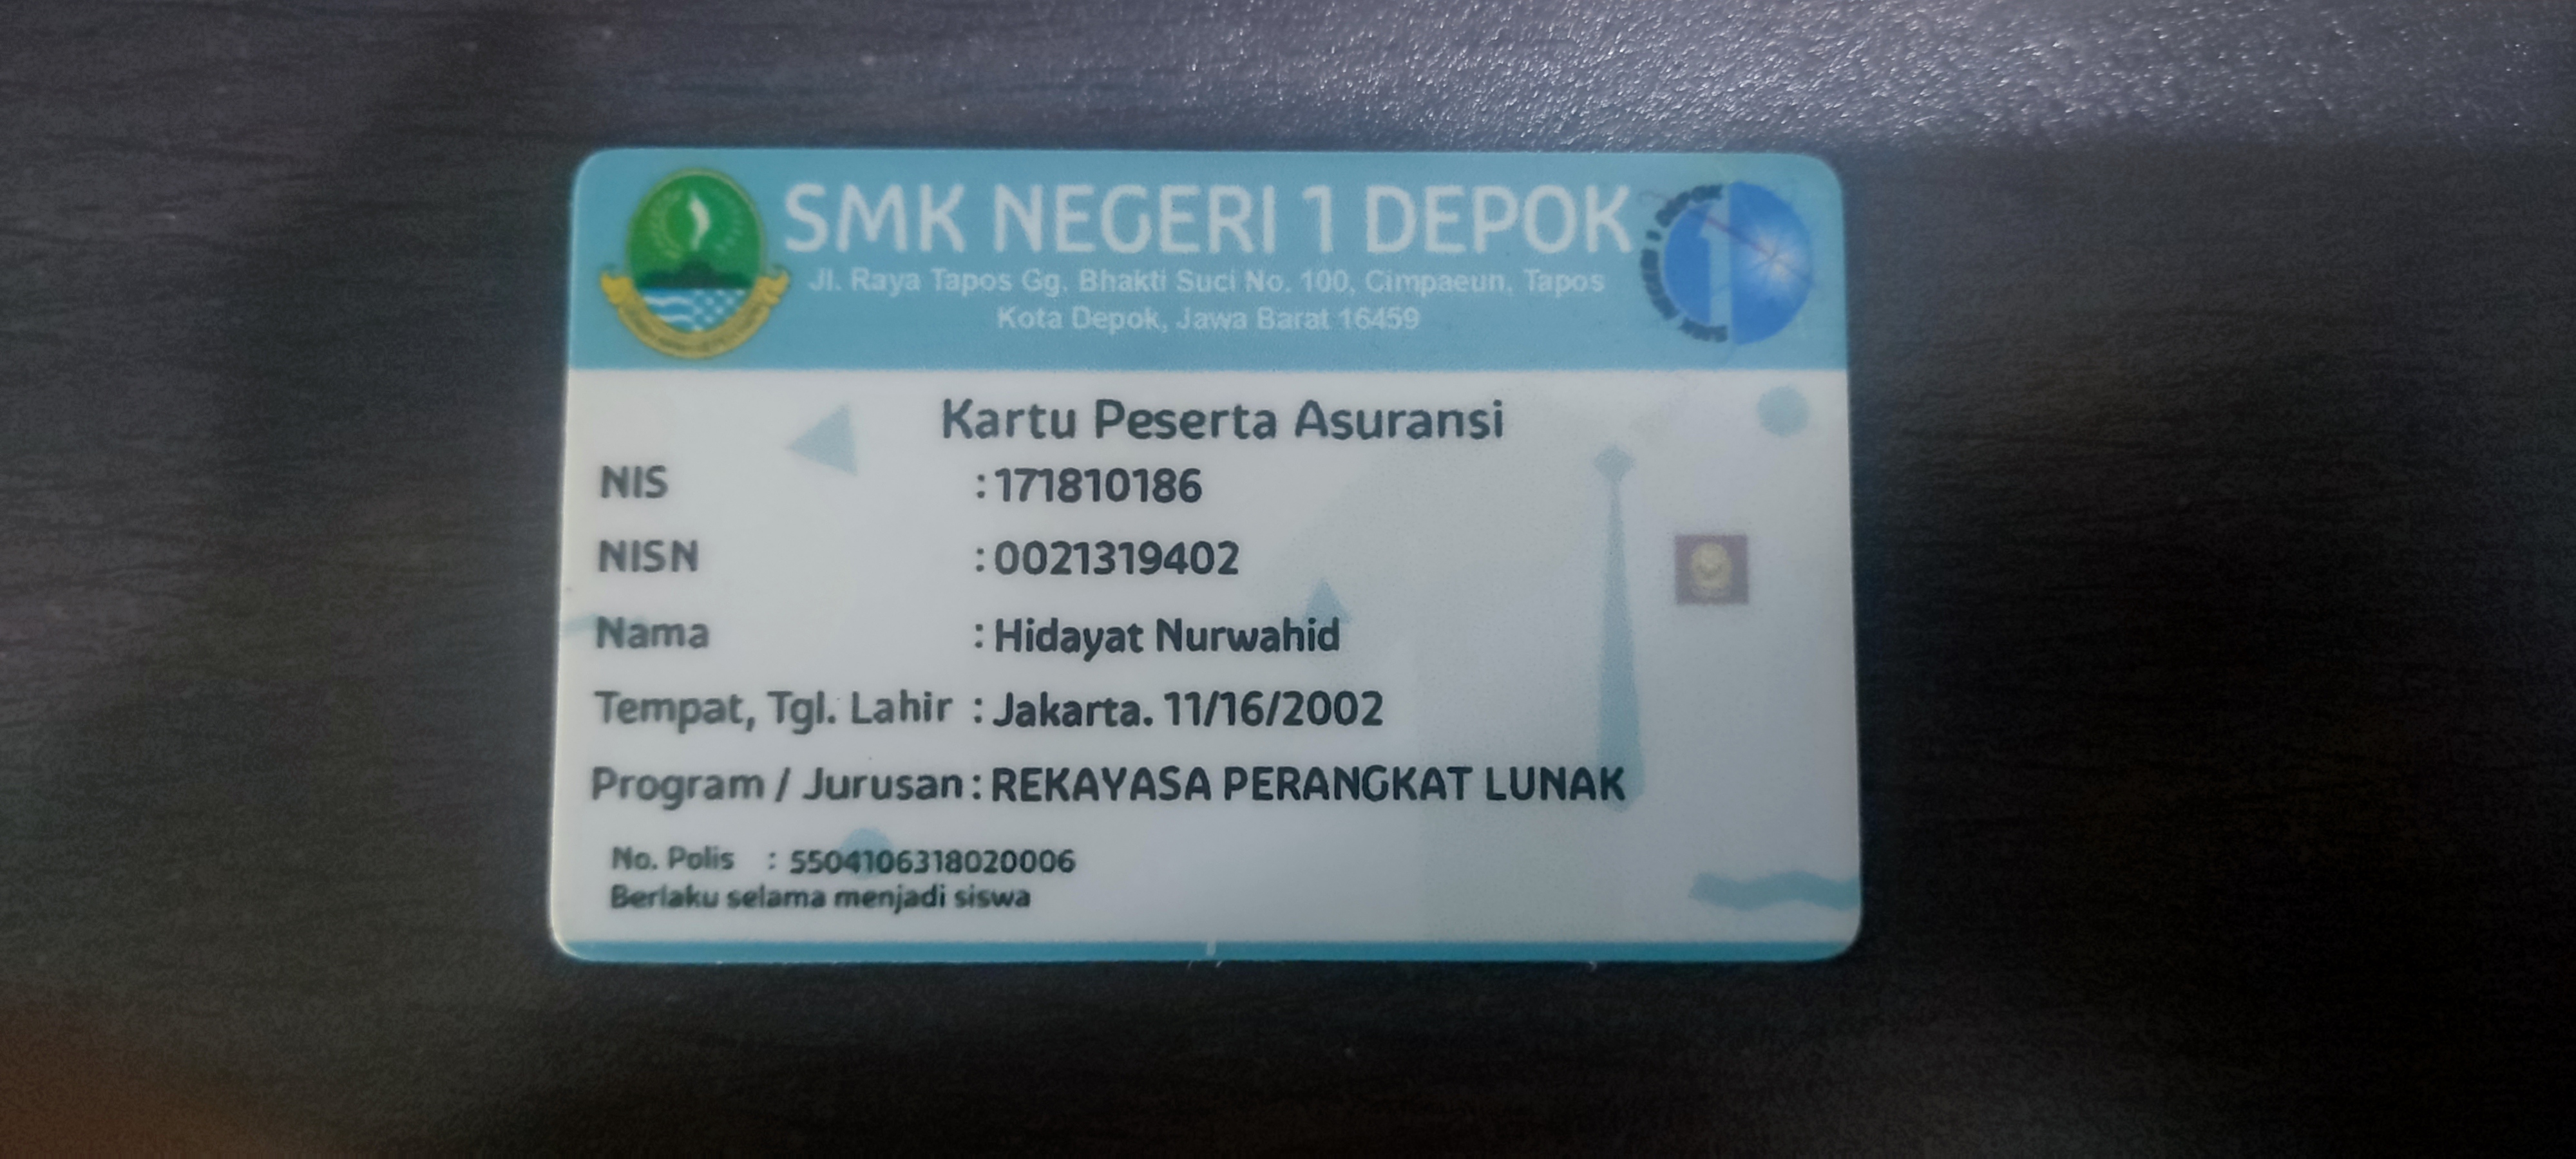 SMK NEGERI 1 DEPOK
Jl. Raya Tapos Gg. Bhakti Suci No. 100, Cimpaeun, Tapos
Kota Depok, Jawa Barat 16459
Kartu Peserta Asuransi
NIS : 171810186
NISN : 0021319402
Nama : Hidayat Nurwahid
Tempat, Tgl. Lahir : Jakarta. 11/16/2002
Program / Jurusan : REKAYASA PERANGKAT LUNAK
No. Polis : 5504106318020006
Berlaku selama menjadi siswa